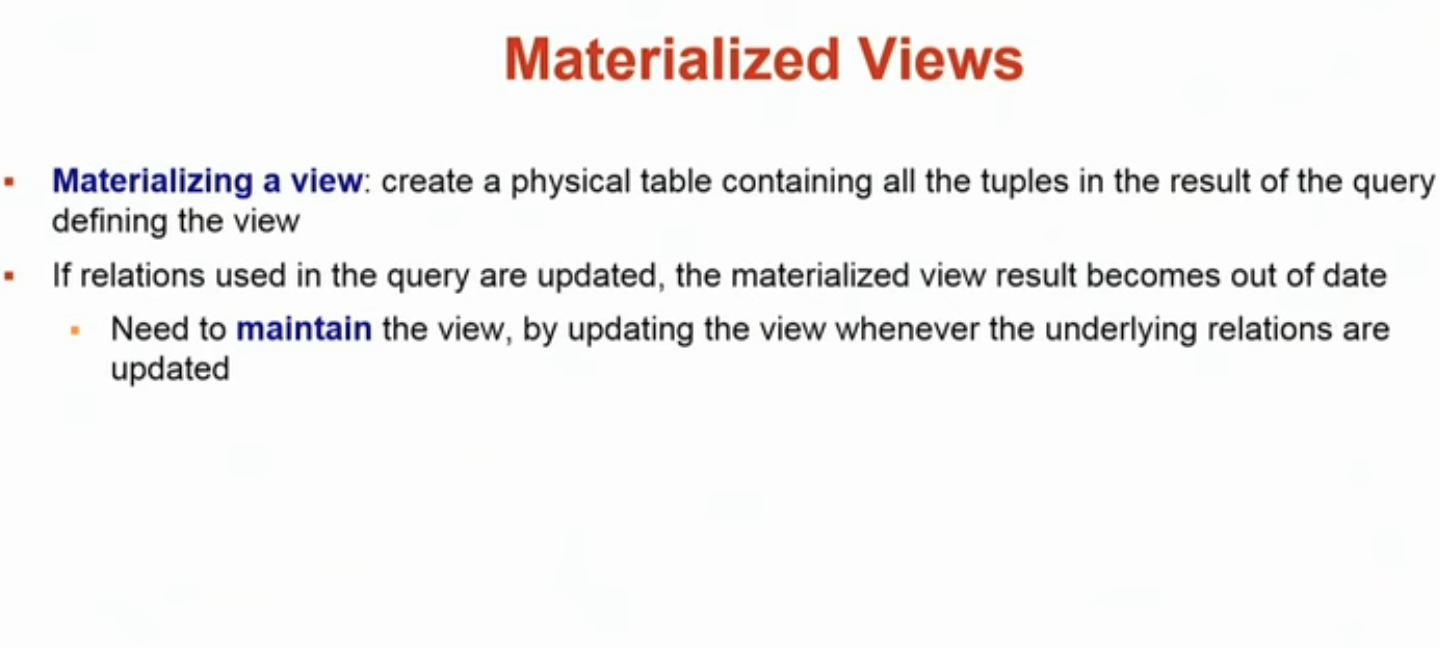 Materialized Views
Materializing a view: create a physical table containing all the tuples in the result of the query
defining the view
If relations used in the query are updated, the materialized view result becomes out of date
Need to maintain the view, by updating the view whenever the underlying relations are
updated